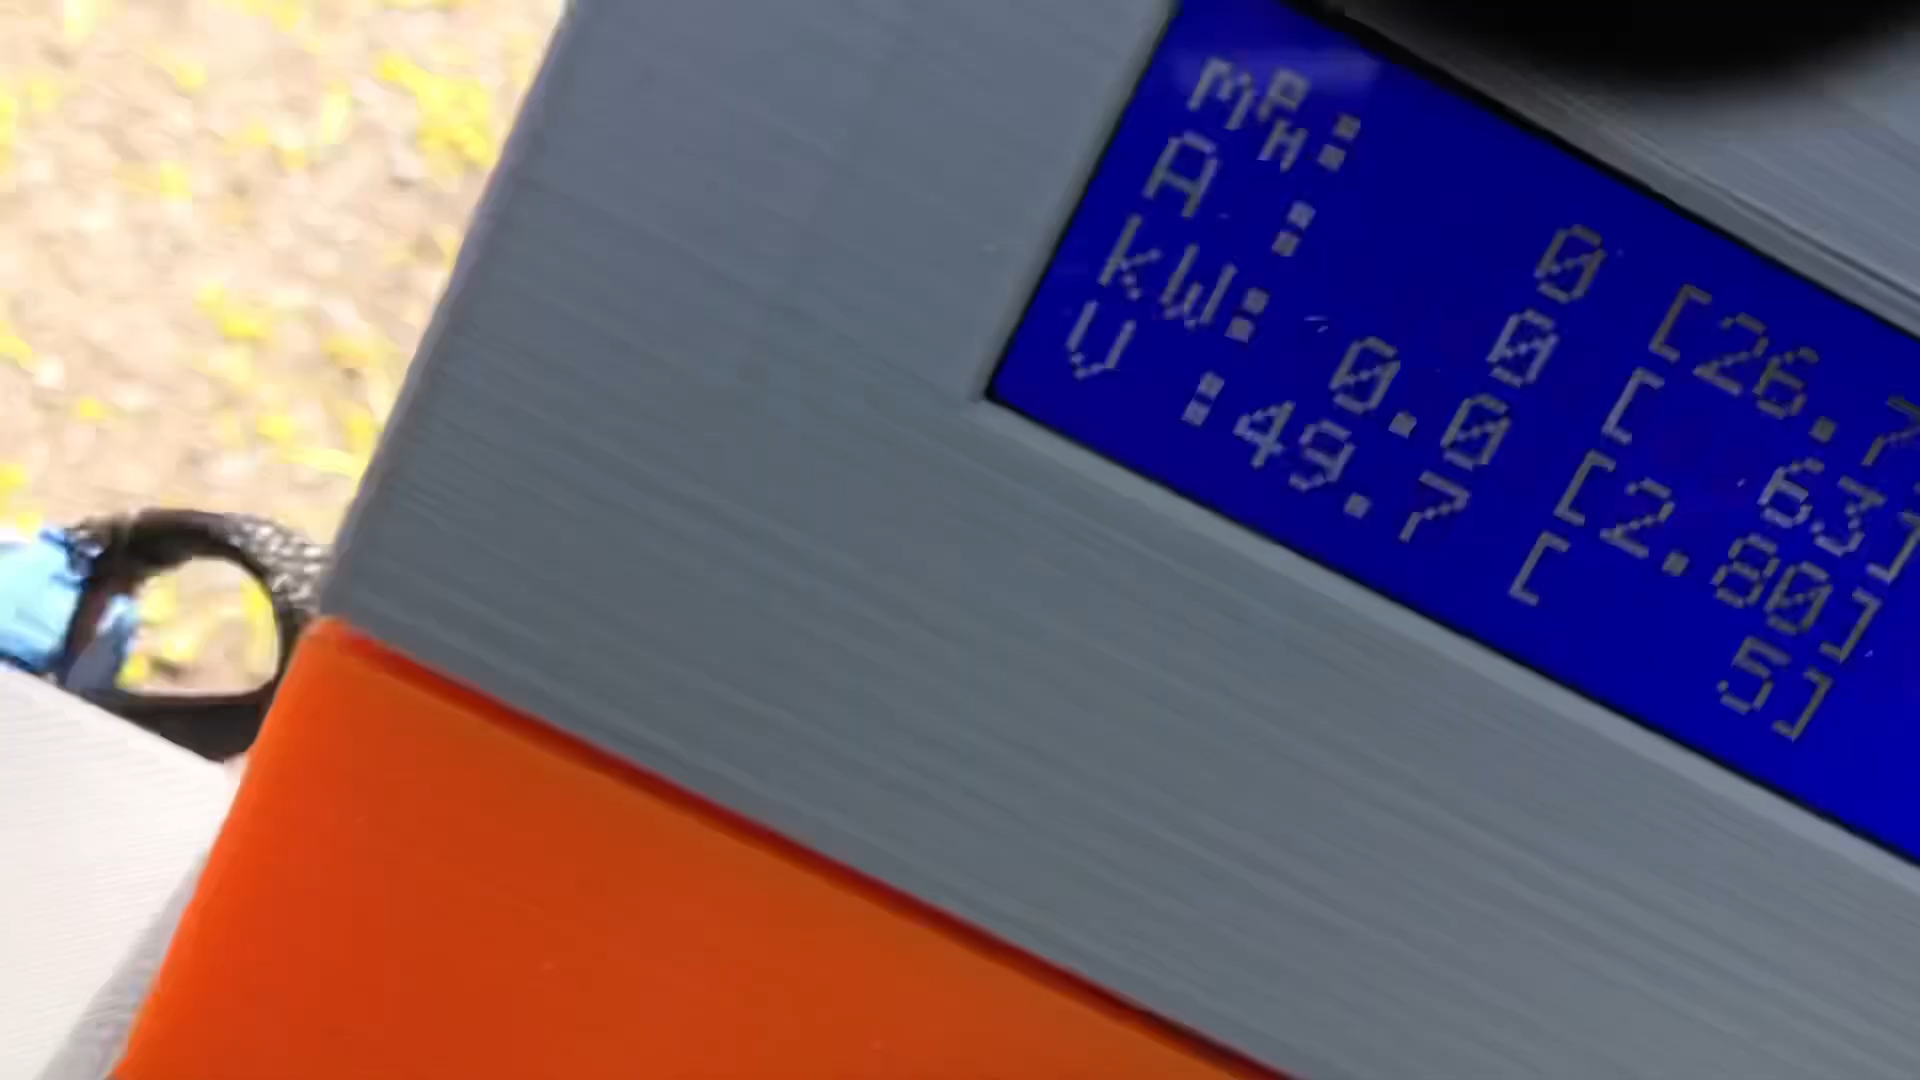 MPH: 0 [26.7
A : 0 [ 63]
kW: 0.0 [2.80]
V :49.7 [ 5]